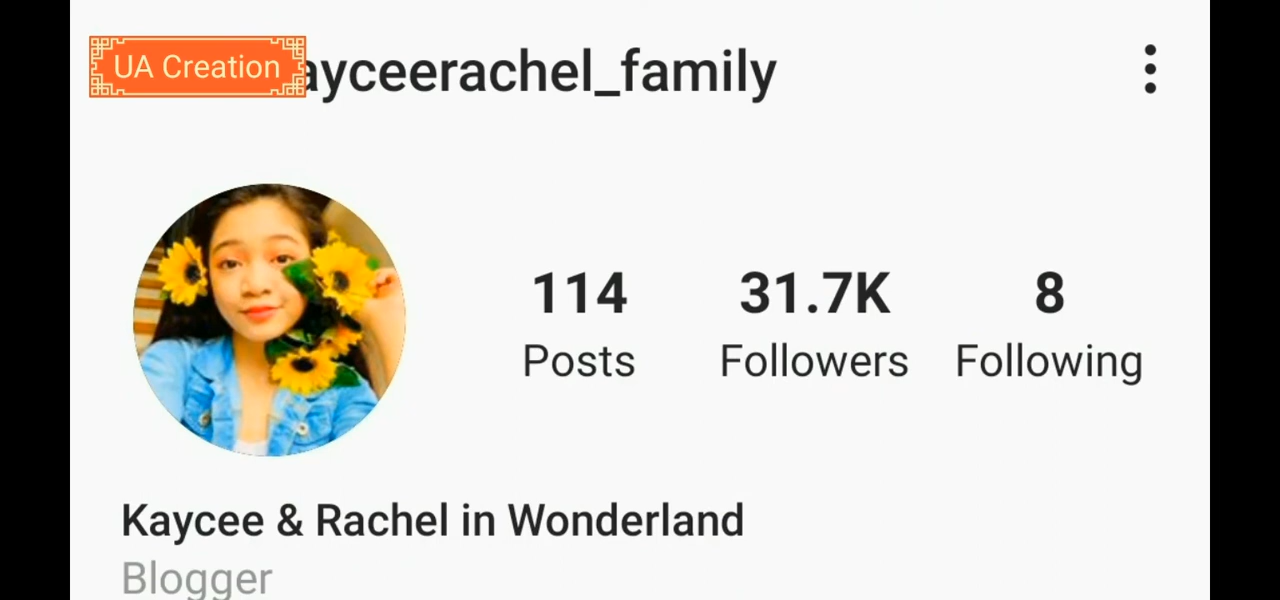 UA Creation
ayceerachel_family
114
Posts
31.7K
Followers
8
Following
Kaycee & Rachel in Wonderland
Blogger